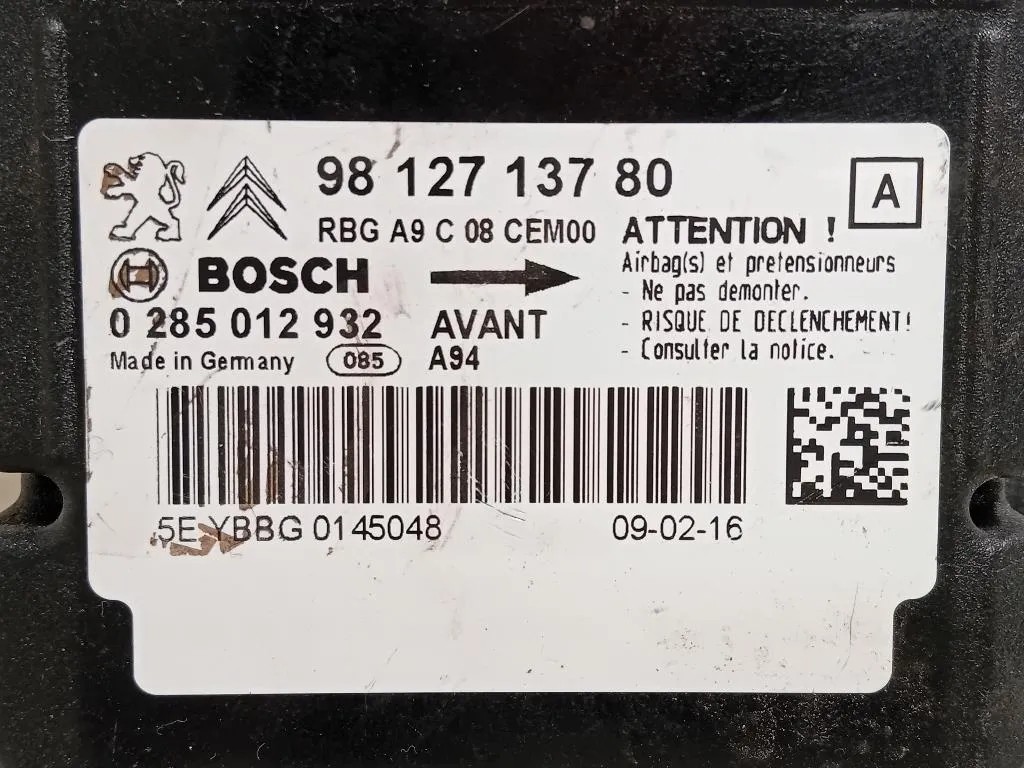 98 127 137 80
A
RBG A9 C 08 CEM00
ATTENTION !
Airbag(s) et pretensionneurs
- Ne pas demonter.
- RISQUE DE DECLENCHEMENT!
- Consulter la notice.
BOSCH
0 285 012 932
AVANT
Made in Germany
085
A94
5E YBBG 0145048
09-02-16